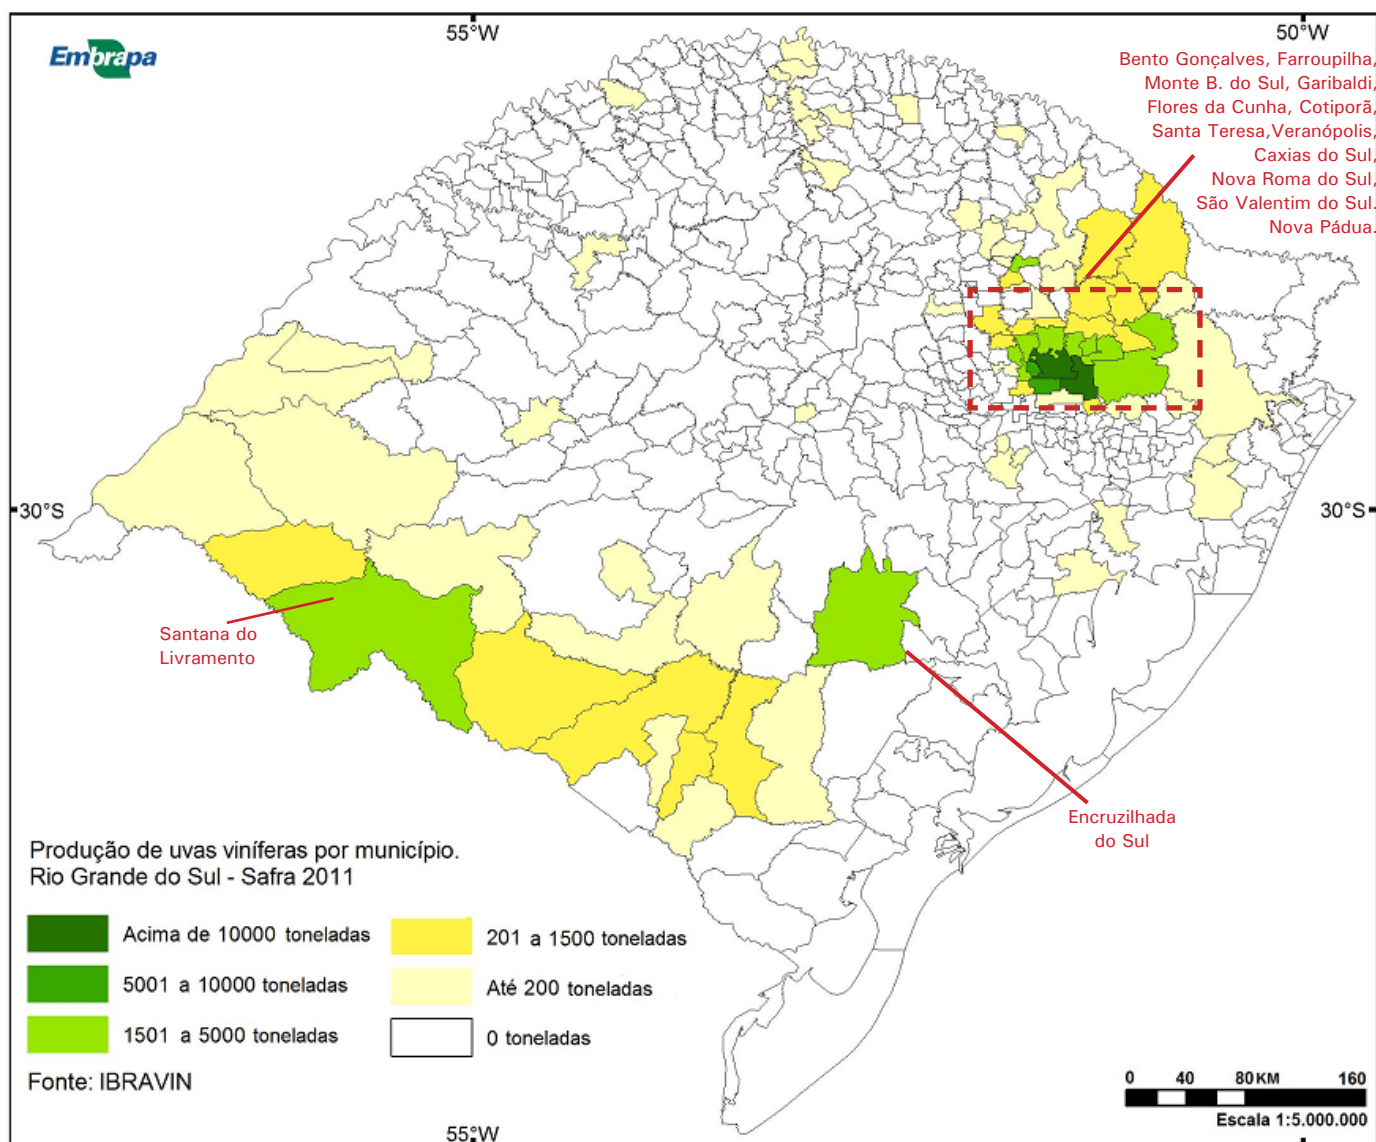 55°W
50°W
Embrapa
Bento Gonçalves, Farroupilha,
Monte B. do Sul, Garibaldi,
Flores da Cunha, Cotiporã,
Santa Teresa,Veranópolis,
Caxias do Sul,
Nova Roma do Sul,
São Valentim do Sul.
Nova Pádua.
30°S
30°S
Santana do
Livramento
Encruzilhada
do Sul
Produção de uvas viníferas por município.
Rio Grande do Sul - Safra 2011
Acima de 10000 toneladas
5001 a 10000 toneladas
1501 a 5000 toneladas
201 a 1500 toneladas
Até 200 toneladas
0 toneladas
Fonte: IBRAVIN
0 40 80 KM 160
Escala 1:5.000.000
55°W